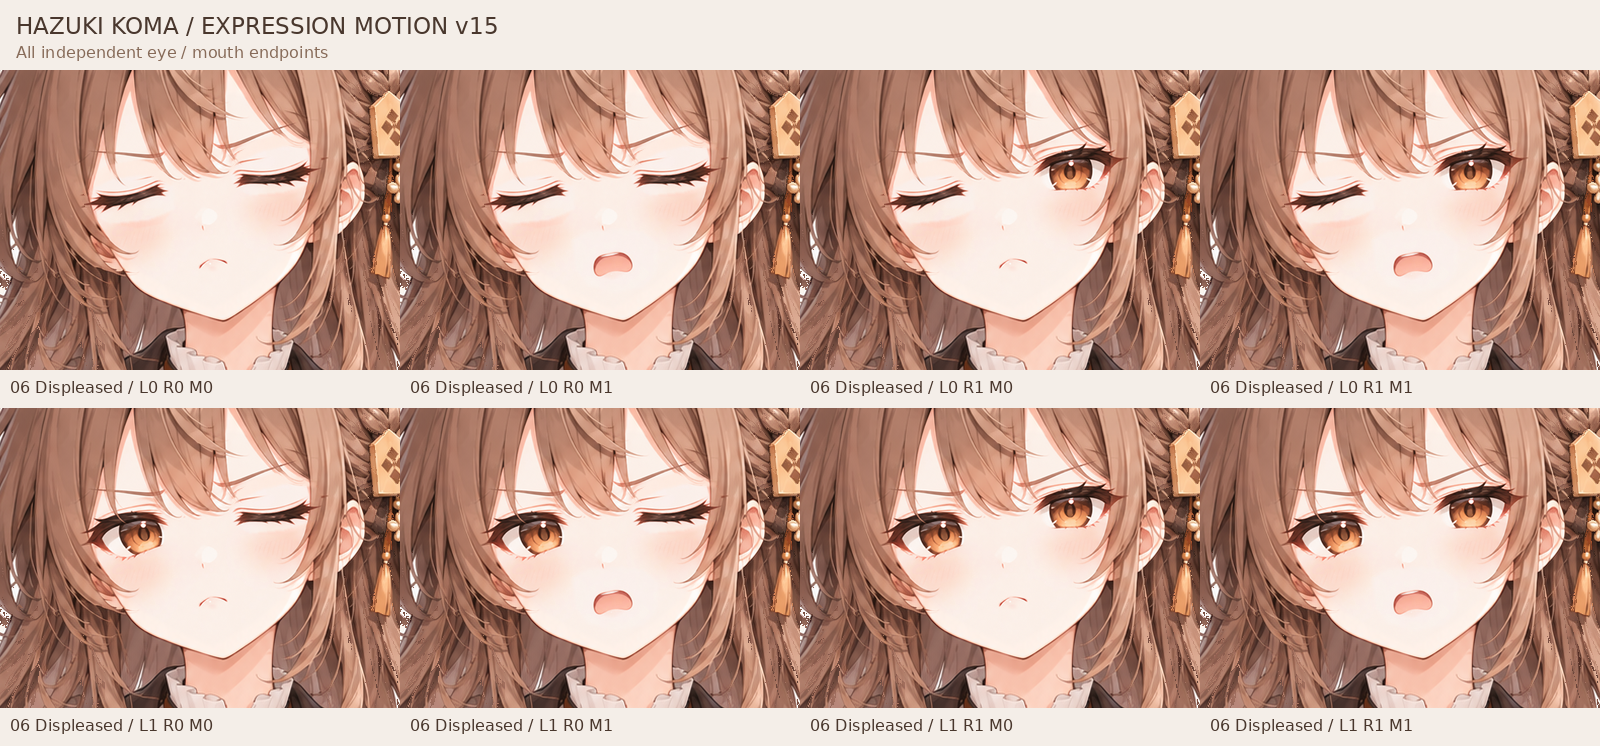 HAZUKI KOMA / EXPRESSION MOTION v15
All independent eye / mouth endpoints
06 Displeased / L0 R0 M0
06 Displeased / L0 R0 M1
06 Displeased / L0 R1 M0
06 Displeased / L0 R1 M1
06 Displeased / L1 R0 M0
06 Displeased / L1 R0 M1
06 Displeased / L1 R1 M0
06 Displeased / L1 R1 M1